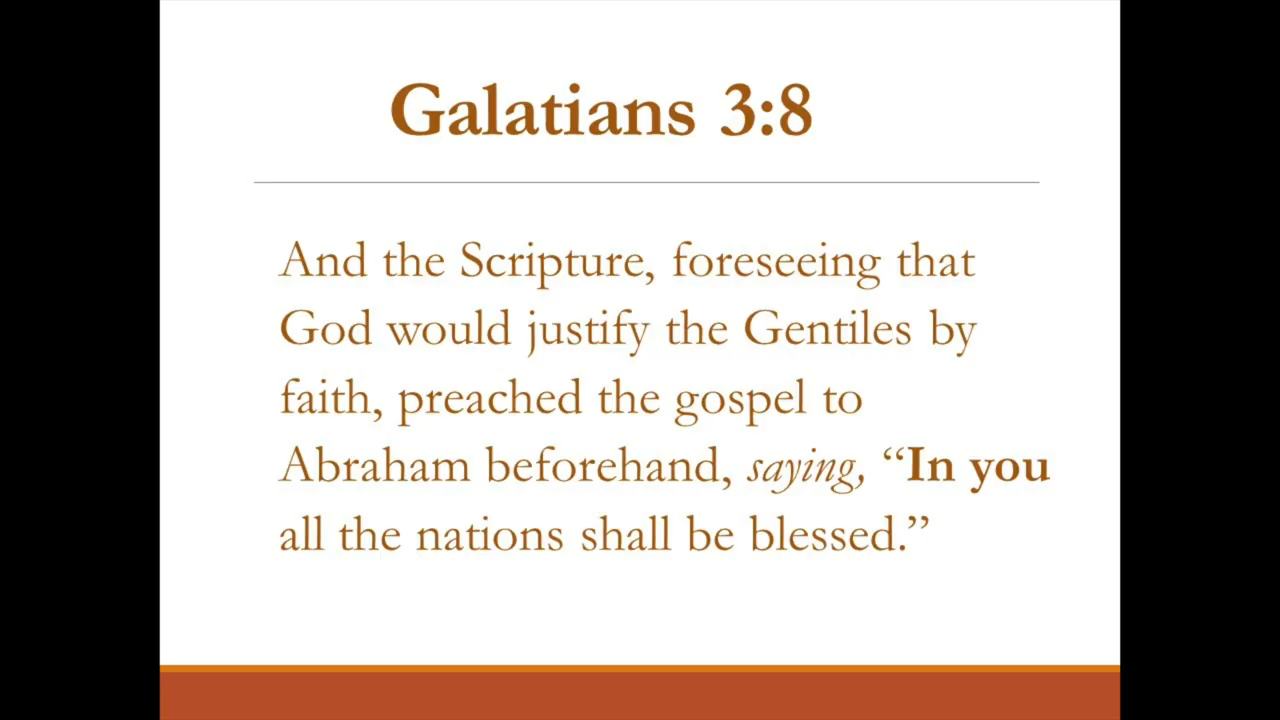 Galatians 3:8
And the Scripture, foreseeing that
God would justify the Gentiles by
faith, preached the gospel to
Abraham beforehand, saying, “In you
all the nations shall be blessed.”